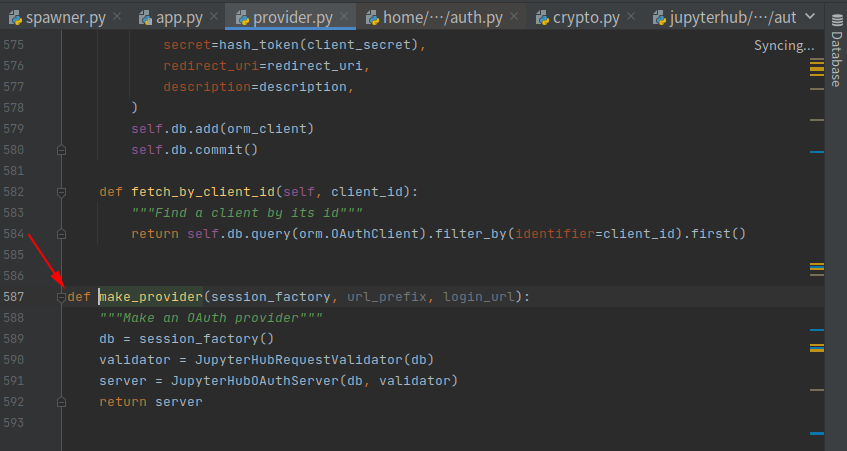 spawner.py app.py provider.py home/⋯/auth.py crypto.py jupyterhub/⋯/aut
Database
Syncing...
575 secret=hash_token(client_secret),
576 redirect_uri=redirect_uri,
577 description=description,
578 )
579 self.db.add(orm_client)
580 self.db.commit()
581
582 def fetch_by_client_id(self, client_id):
583 """Find a client by its id"""
584 return self.db.query(orm.OAuthClient).filter_by(identifier=client_id).first()
585
586
587 def make_provider(session_factory, url_prefix, login_url):
588 """Make an OAuth provider"""
589 db = session_factory()
590 validator = JupyterHubRequestValidator(db)
591 server = JupyterHubOAuthServer(db, validator)
592 return server
593